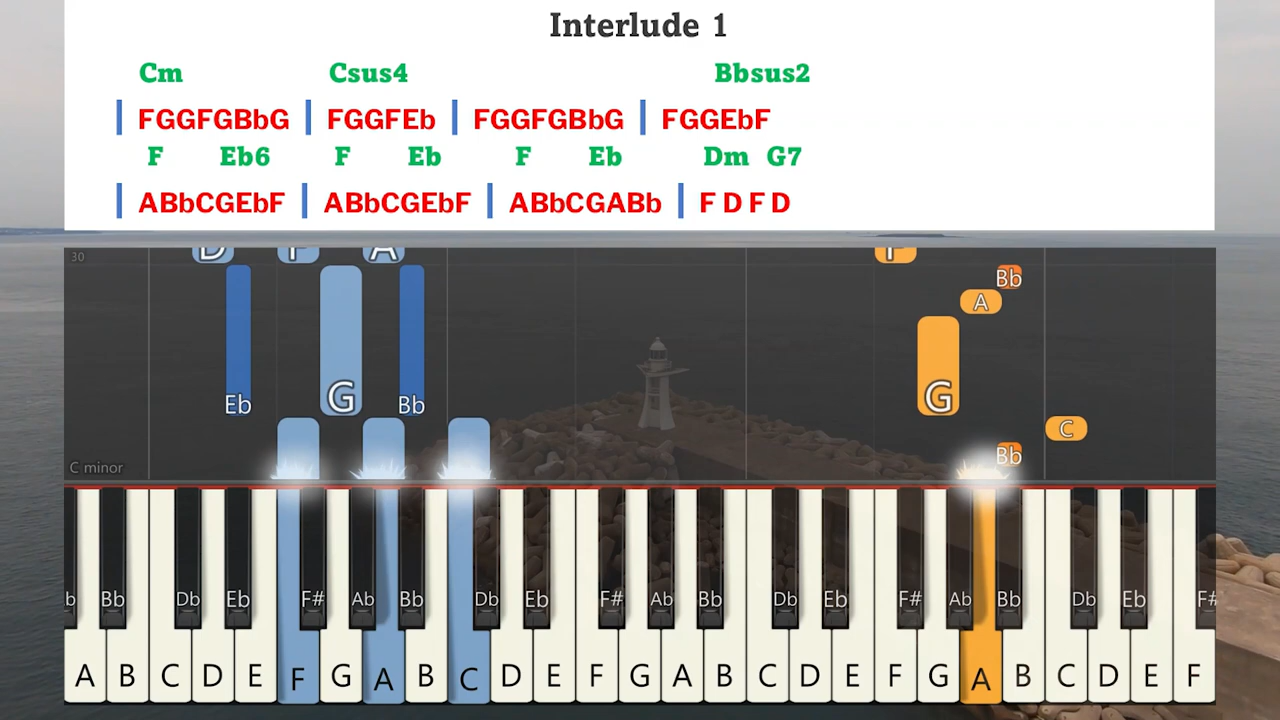 Interlude 1
Cm Csus4 Bbsus2
| FGGFGBbG | FGGFEb | FGGFGBbG | FGGEbF
F Eb6 F Eb F Eb Dm G7
| ABbCGEbF | ABbCGEbF | ABbCGABb | F D F D
30
D F A F
Bb
A
Eb G Bb G
C
Bb
C minor
b Bb Db Eb F# Ab Bb Db Eb F# Ab Bb Db Eb F# Ab Bb Db Eb F#
A B C D E F G A B C D E F G A B C D E F G A B C D E F